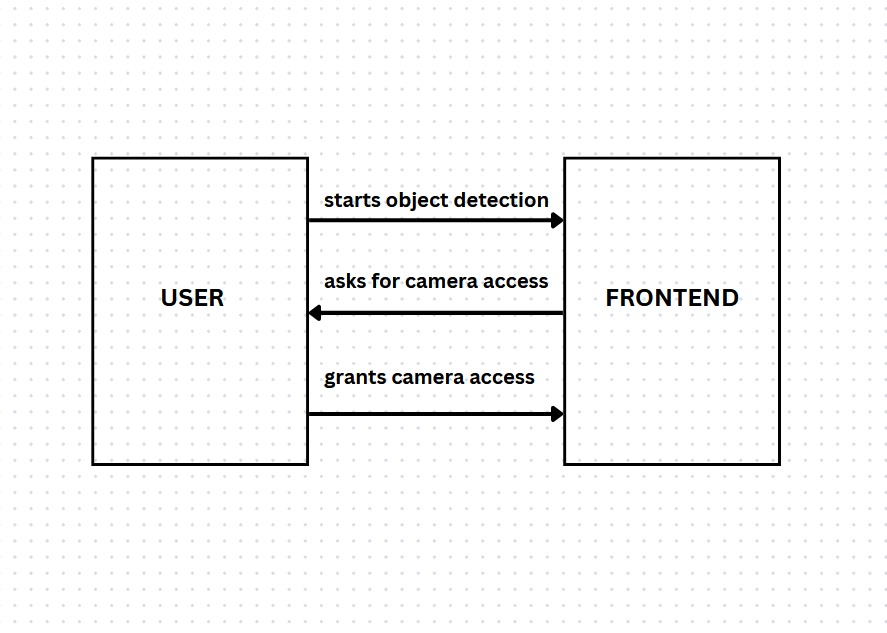 starts object detection
asks for camera access
USER
FRONTEND
grants camera access